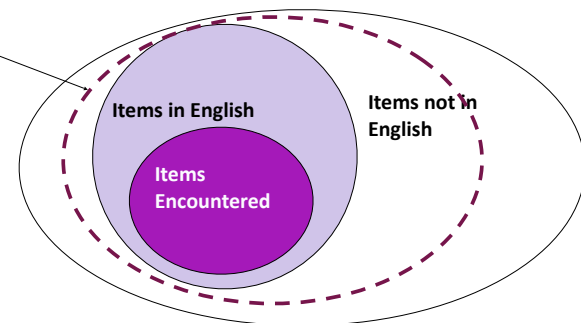 Items in English
Items not in
English
Items
Encountered